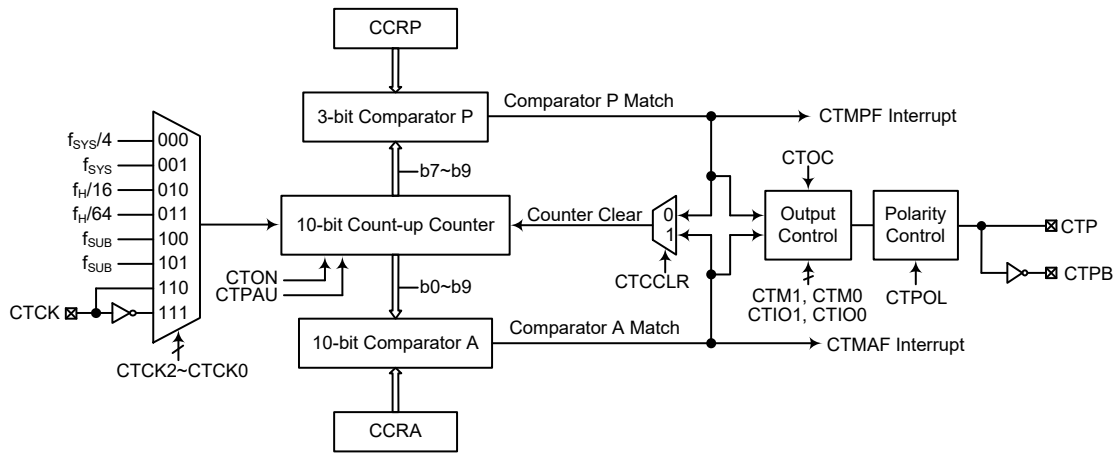 CCRP
3-bit Comparator P
Comparator P Match
CTMPF Interrupt
fSYS/4
000
fSYS
001
fH/16
010
fH/64
011
fSUB
100
fSUB
101
110
111
CTCK
CTCK2~CTCK0
b7~b9
10-bit Count-up Counter
CTON
CTPAU
b0~b9
Counter Clear
0
1
CTCCLR
CTOC
Output
Control
CTM1, CTM0
CTIO1, CTIO0
Polarity
Control
CTPOL
CTP
CTPB
10-bit Comparator A
Comparator A Match
CTMAF Interrupt
CCRA